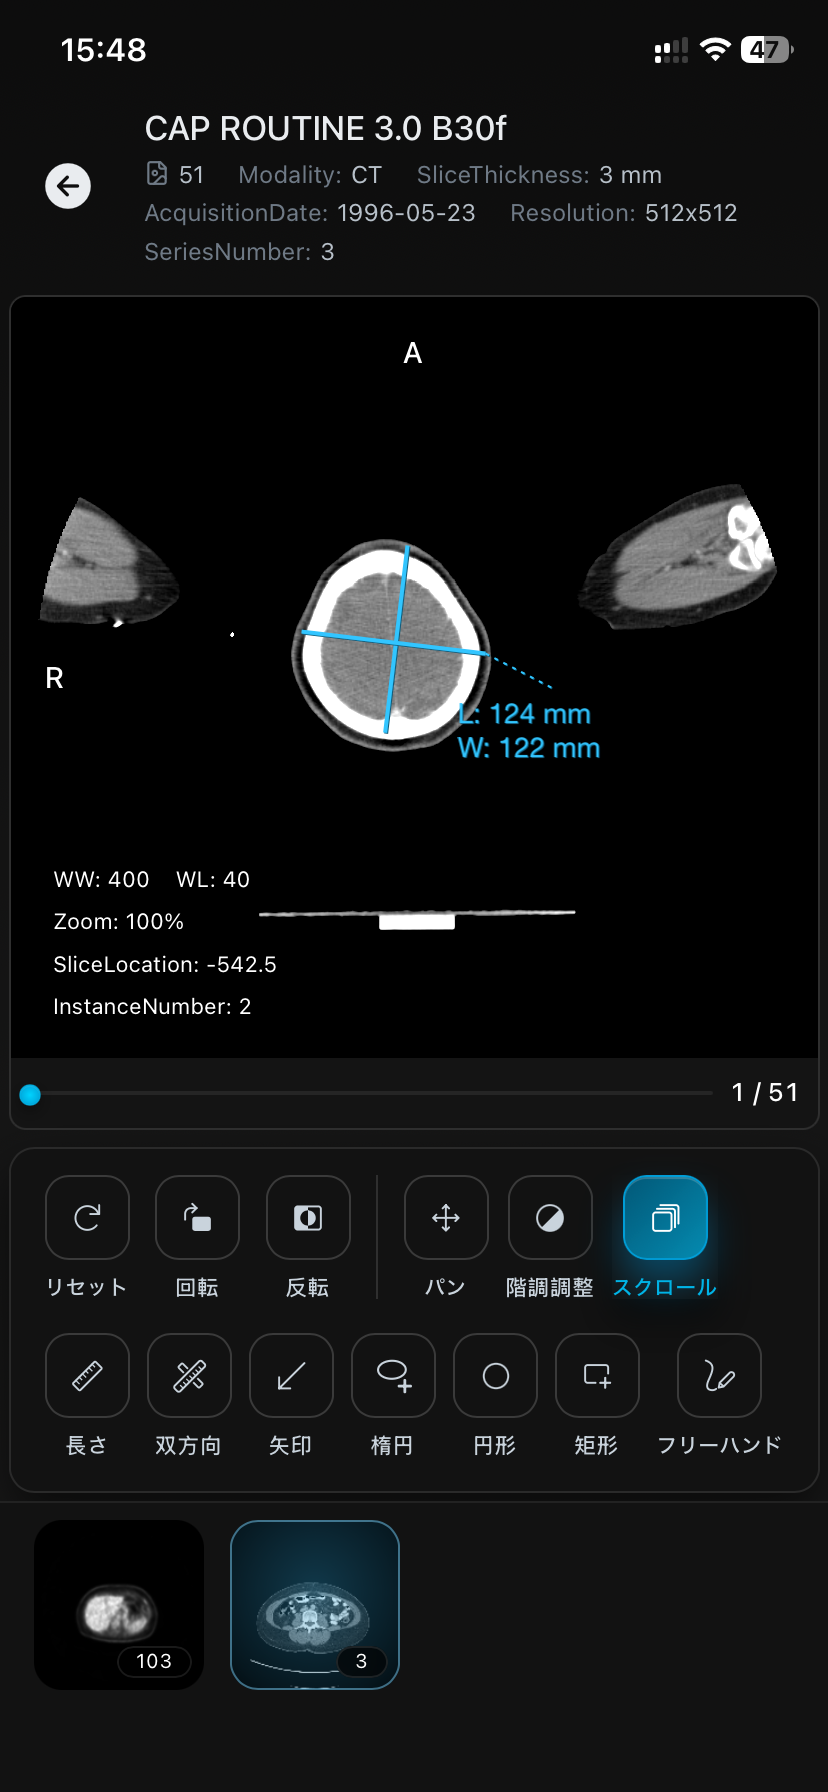 15:48
47
CAP ROUTINE 3.0 B30f
51 Modality: CT SliceThickness: 3 mm
AcquisitionDate: 1996-05-23 Resolution: 512x512
SeriesNumber: 3
A
R
L: 124 mm
W: 122 mm
WW: 400 WL: 40
Zoom: 100%
SliceLocation: -542.5
InstanceNumber: 2
1 / 51
リセット 回転 反転 パン 階調調整 スクロール
長さ 双方向 矢印 楕円 円形 矩形 フリーハンド
103 3